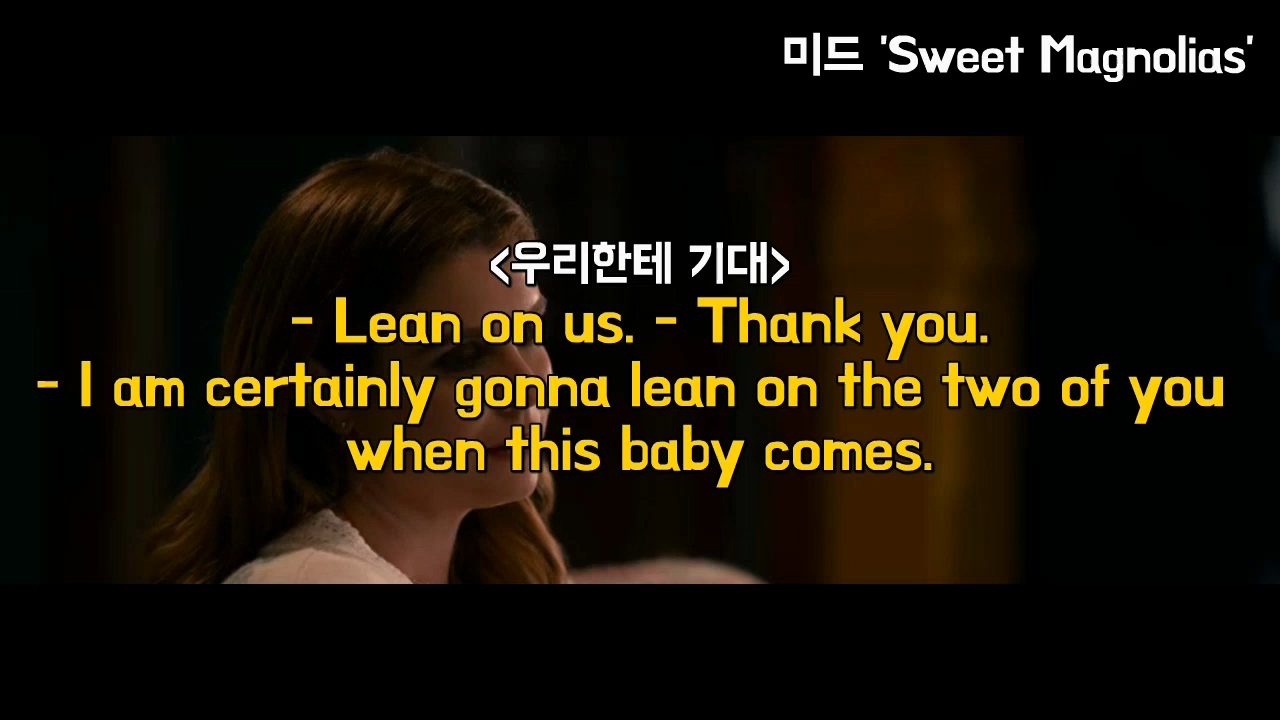 미드 'Sweet Magnolias'
<우리한테 기대>
- Lean on us. - Thank you.
- I am certainly gonna lean on the two of you
when this baby comes.